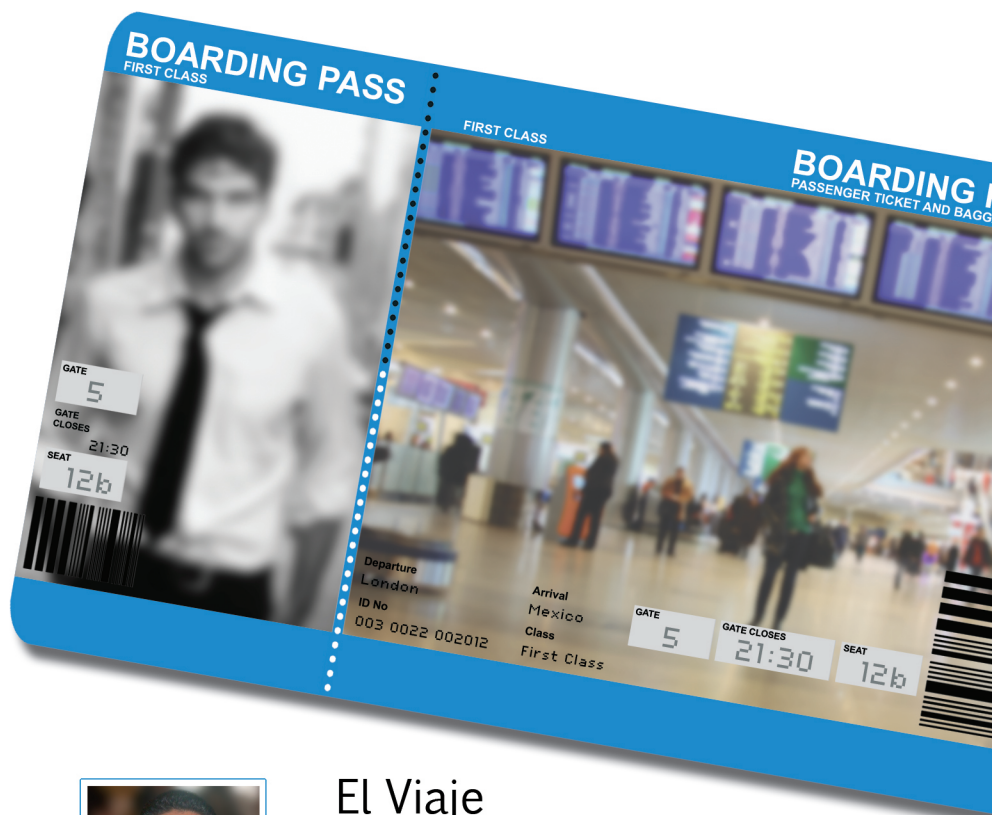 BOARDING PASS
FIRST CLASS
GATE
5
GATE
CLOSES
21:30
SEAT
12b
FIRST CLASS
BOARDING
PASSENGER TICKET AND BAGG
Departure
London
ID No
003 0022 002012
Arrival
Mexico
Class
First Class
GATE
5
GATE CLOSES
21:30
SEAT
12b
El Viaje